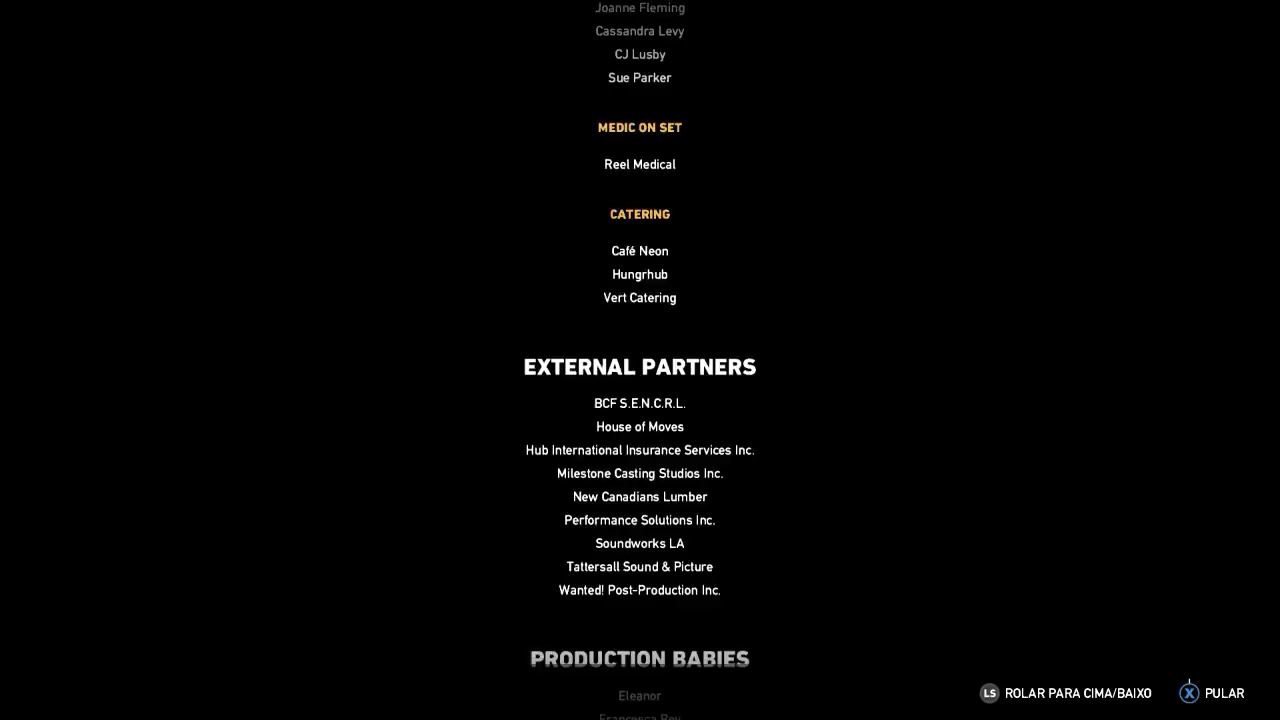 Joanne Fleming
Cassandra Levy
CJ Lusby
Sue Parker
MEDIC ON SET
Reel Medical
CATERING
Café Neon
Hungrhub
Vert Catering
EXTERNAL PARTNERS
BCF S.E.N.C.R.L.
House of Moves
Hub International Insurance Services Inc.
Milestone Casting Studios Inc.
New Canadians Lumber
Performance Solutions Inc.
Soundworks LA
Tattersall Sound & Picture
Wanted! Post-Production Inc.
PRODUCTION BABIES
Eleanor
Francesca
LS ROLAR PARA CIMA/BAIXO
X PULAR